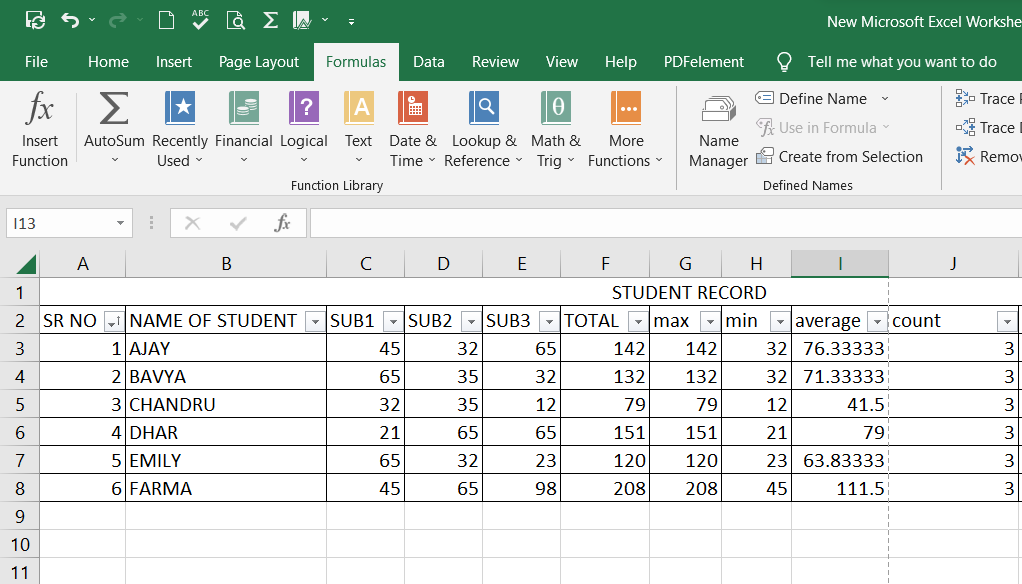 ABC
New Microsoft Excel Workshe
File Home Insert Page Layout Formulas Data Review View Help PDFelement Tell me what you want to do
fx Σ ? A θ
Insert Function AutoSum Recently Used Financial Logical Text Date & Time Lookup & Reference Math & Trig More Functions Name Manager
Define Name
Use in Formula
Create from Selection
Trace
Trace
Remov
Function Library Defined Names
I13 fx
A B C D E F G H I J
1 STUDENT RECORD
2 SR NO NAME OF STUDENT SUB1 SUB2 SUB3 TOTAL max min average count
3 1 AJAY 45 32 65 142 142 32 76.33333 3
4 2 BAVYA 65 35 32 132 132 32 71.33333 3
5 3 CHANDRU 32 35 12 79 79 12 41.5 3
6 4 DHAR 21 65 65 151 151 21 79 3
7 5 EMILY 65 32 23 120 120 23 63.83333 3
8 6 FARMA 45 65 98 208 208 45 111.5 3
9
10
11